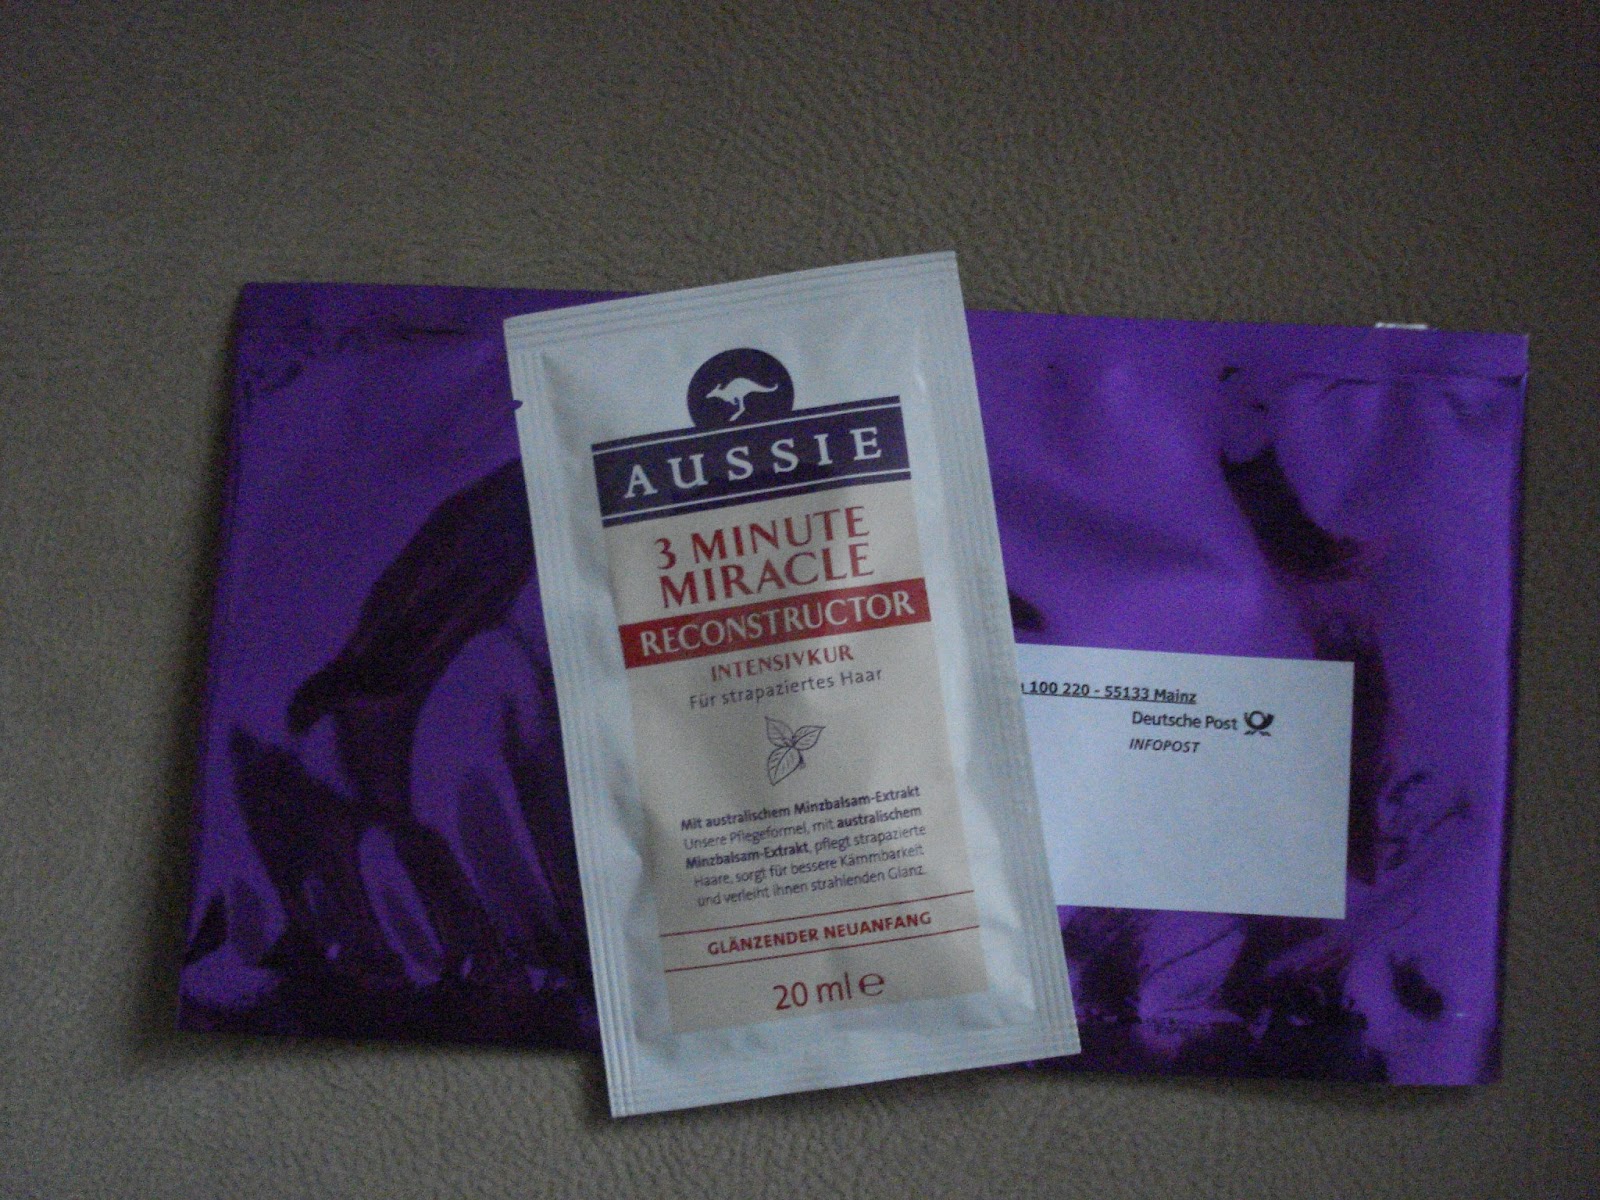 AUSSIE
3 MINUTE
MIRACLE
RECONSTRUCTOR
INTENSIVKUR
Für strapaziertes Haar
Mit australischem Minzbalsam-Extrakt
Unsere Pflegeformel, mit australischem
Minzbalsam-Extrakt, pflegt strapazierte
Haare, sorgt für bessere Kämmbarkeit
und verleiht ihnen strahlenden Glanz.
GLÄNZENDER NEUANFANG
20 ml ℮
100 220 - 55133 Mainz
Deutsche Post
INFOPOST